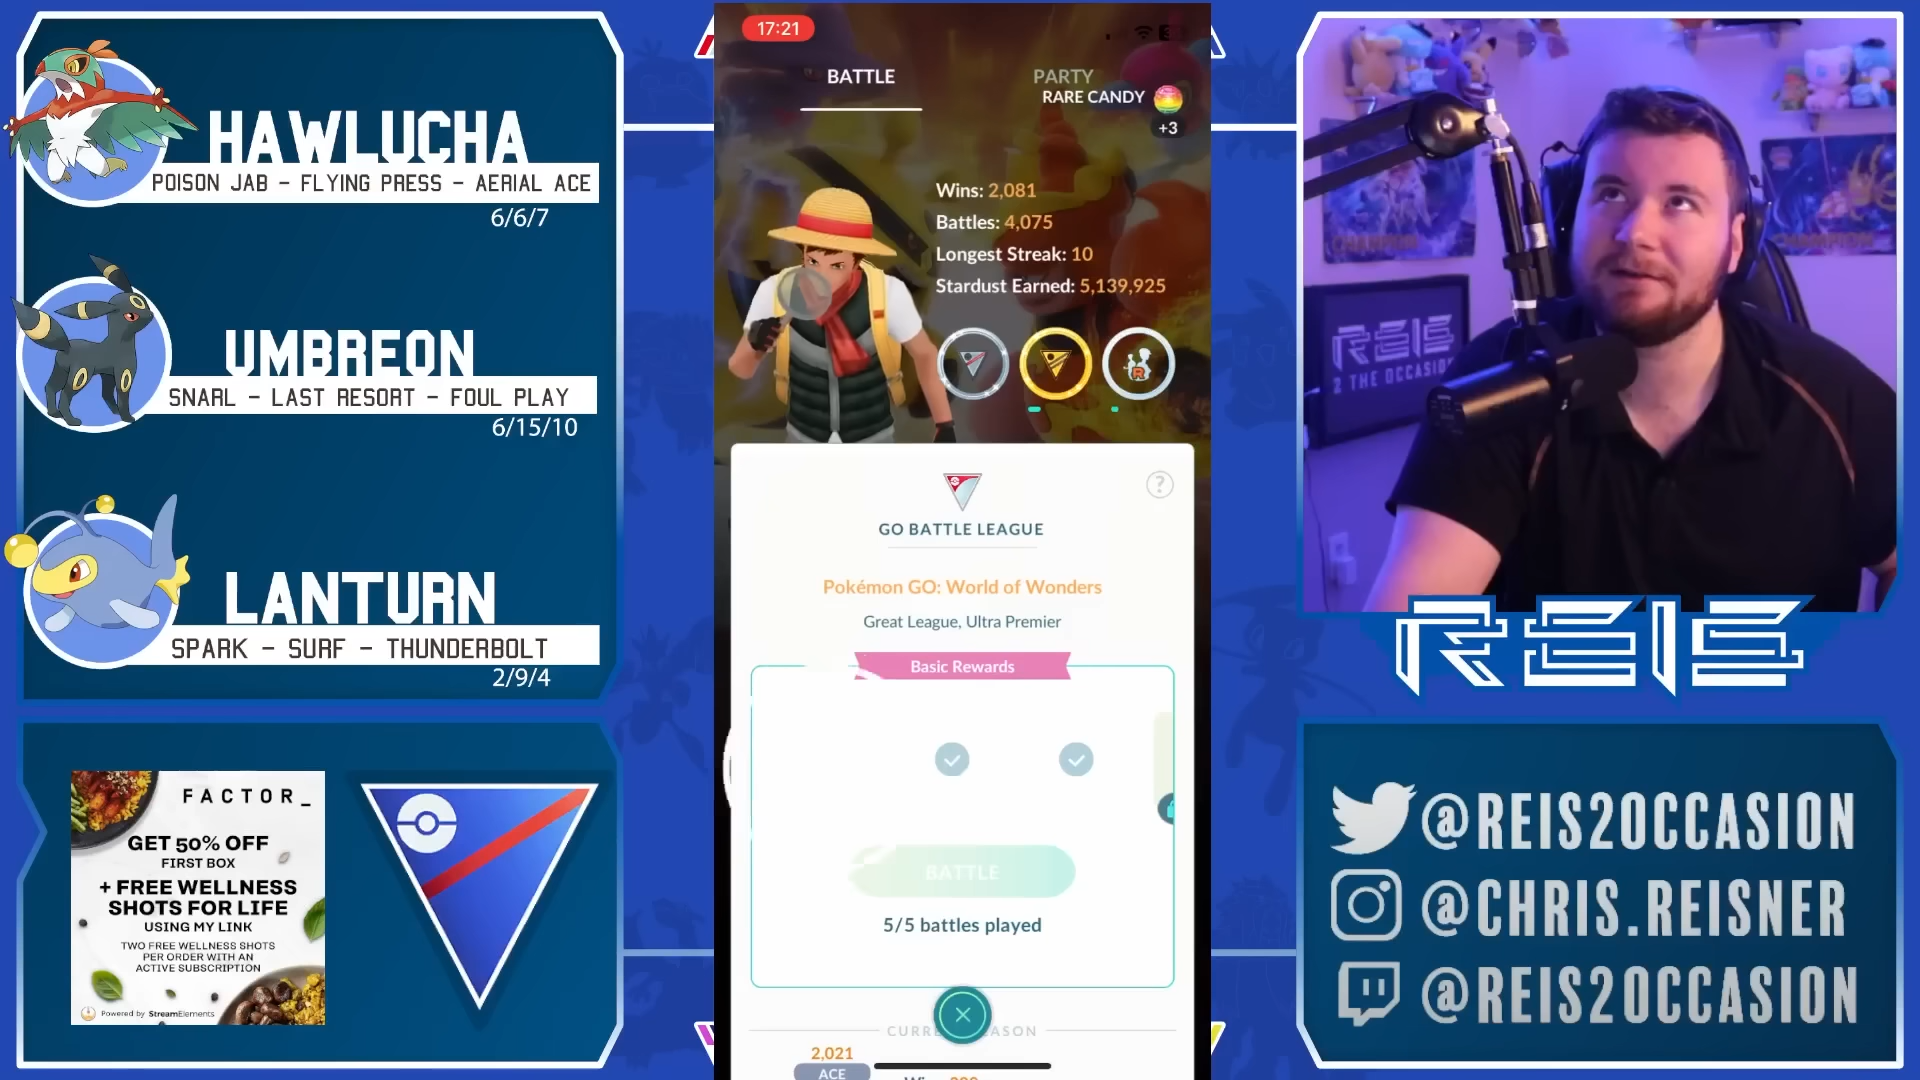 HAWLUCHA
POISON JAB - FLYING PRESS - AERIAL ACE
6/6/7
UMBREON
SNARL - LAST RESORT - FOUL PLAY
6/15/10
LANTURN
SPARK - SURF - THUNDERBOLT
2/9/4
FACTOR_
GET 50% OFF
FIRST BOX
+ FREE WELLNESS
SHOTS FOR LIFE
USING MY LINK
TWO FREE WELLNESS SHOTS
PER ORDER WITH AN
ACTIVE SUBSCRIPTION
Powered by StreamElements
17:21
BATTLE
PARTY
RARE CANDY
+3
Wins: 2,081
Battles: 4,075
Longest Streak: 10
Stardust Earned: 5,139,925
R
?
GO BATTLE LEAGUE
Pokémon GO: World of Wonders
Great League, Ultra Premier
Basic Rewards
BATTLE
5/5 battles played
2,021
ACE
CHAMPION
CHAMPION
REIS
2 THE OCCASION
REIS
@REIS2OCCASION
@CHRIS.REISNER
@REIS2OCCASION